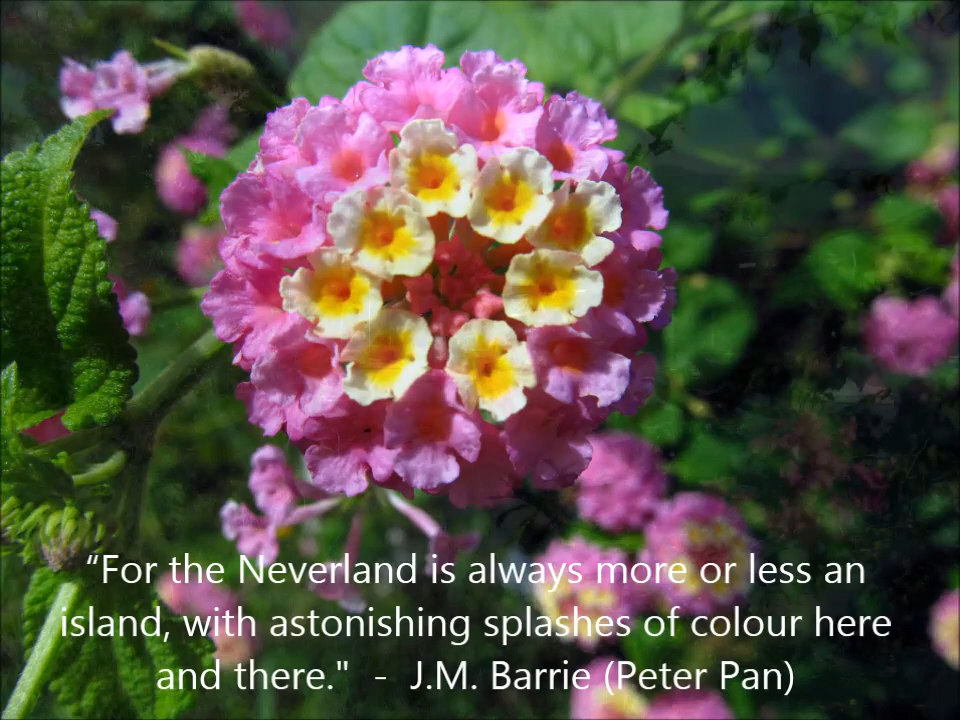 “For the Neverland is always more or less an
island, with astonishing splashes of colour here
and there." - J.M. Barrie (Peter Pan)